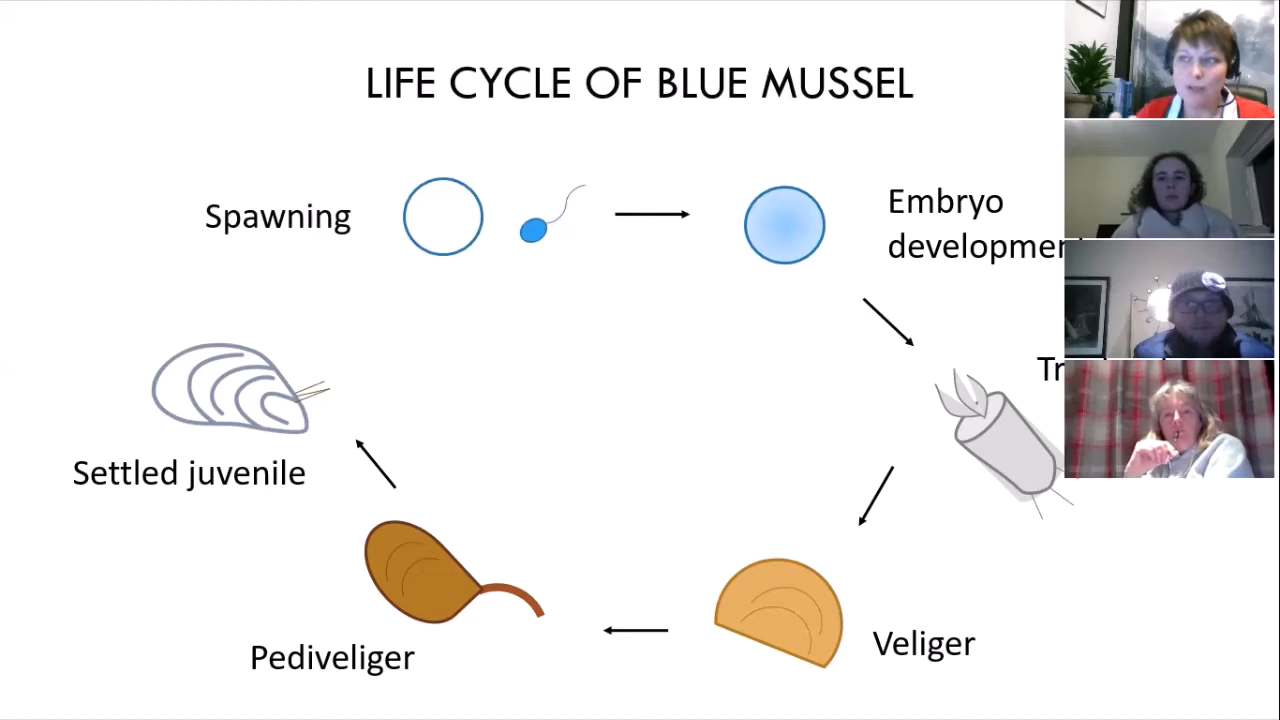 LIFE CYCLE OF BLUE MUSSEL
Spawning
Embryo
developmen
Tr
Settled juvenile
Pediveliger
Veliger